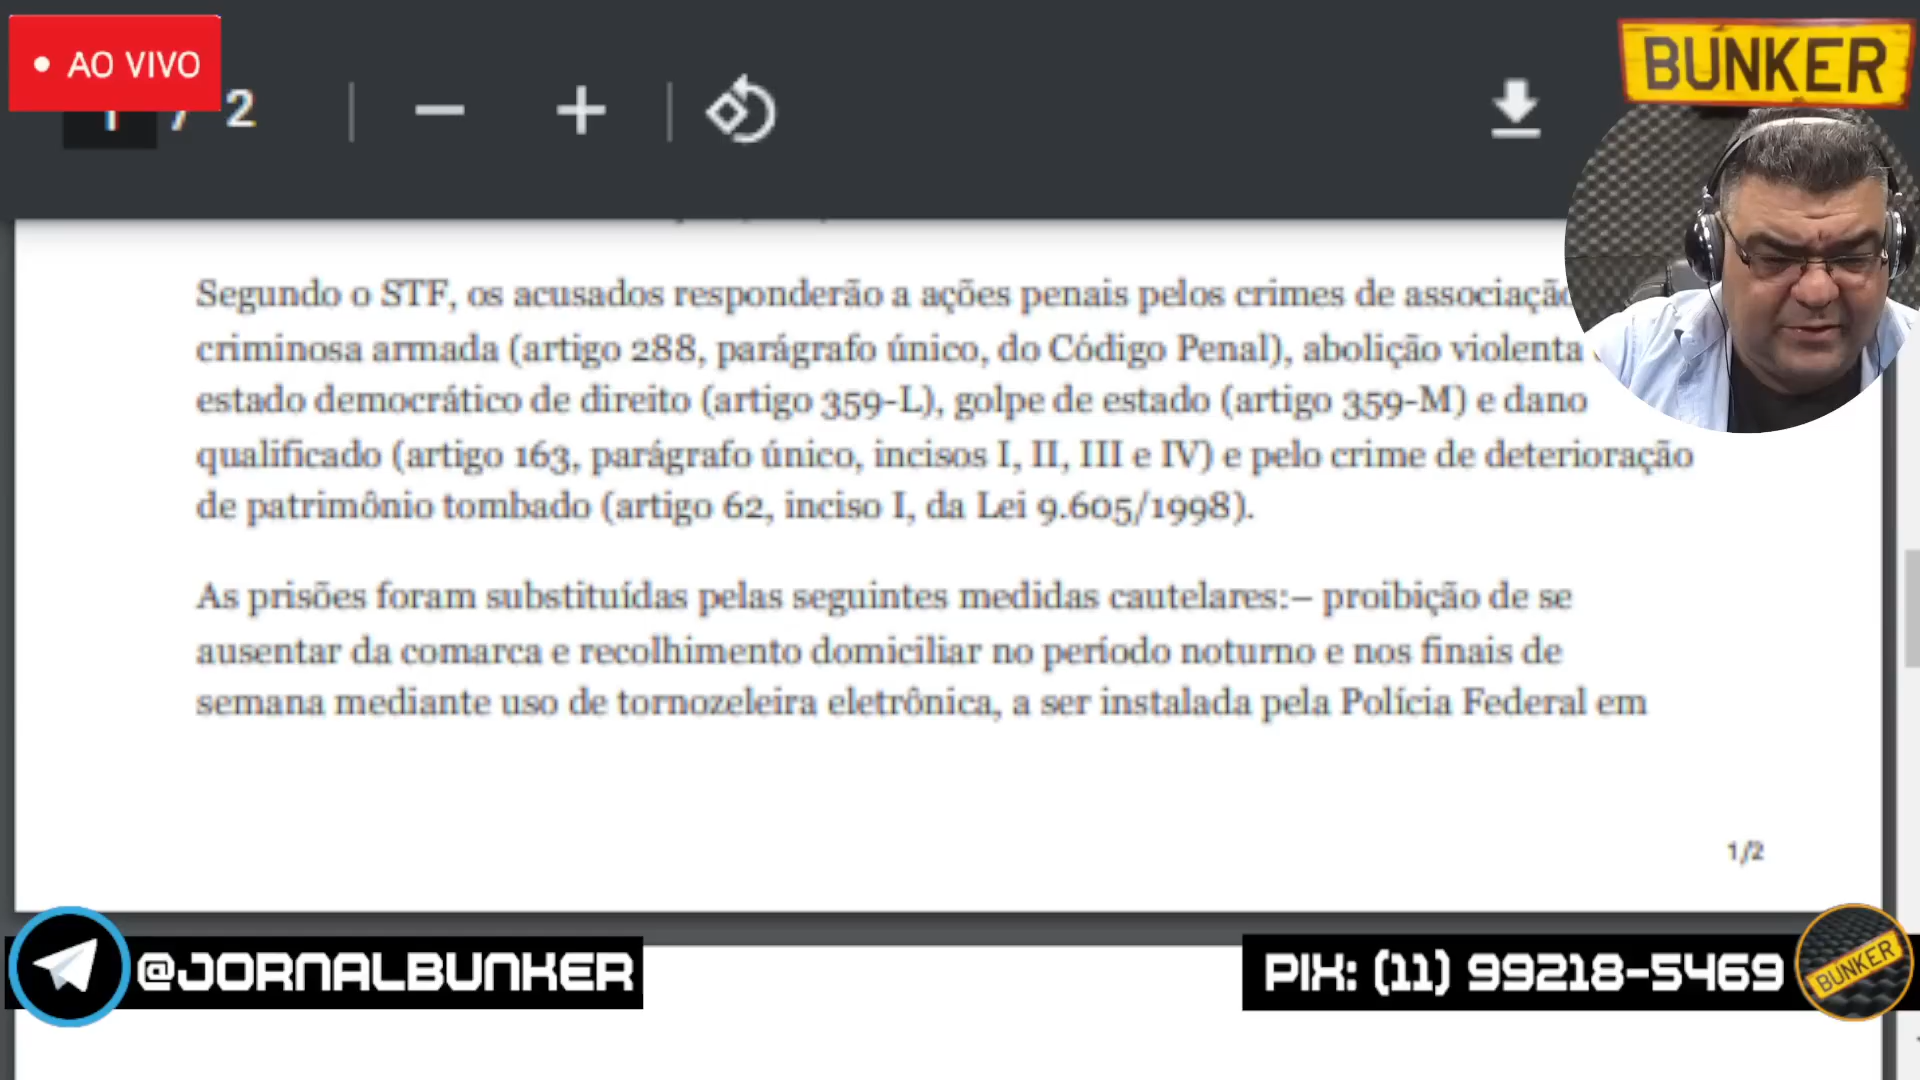 AO VIVO
/ 2
BUNKER
Segundo o STF, os acusados responderão a ações penais pelos crimes de associação
criminosa armada (artigo 288, parágrafo único, do Código Penal), abolição violenta
estado democrático de direito (artigo 359-L), golpe de estado (artigo 359-M) e dano
qualificado (artigo 163, parágrafo único, incisos I, II, III e IV) e pelo crime de deterioração
de patrimônio tombado (artigo 62, inciso I, da Lei 9.605/1998).
As prisões foram substituídas pelas seguintes medidas cautelares:– proibição de se
ausentar da comarca e recolhimento domiciliar no período noturno e nos finais de
semana mediante uso de tornozeleira eletrônica, a ser instalada pela Polícia Federal em
1/2
@JORNALBUNKER
PIX: (11) 99218-5469
BUNKER